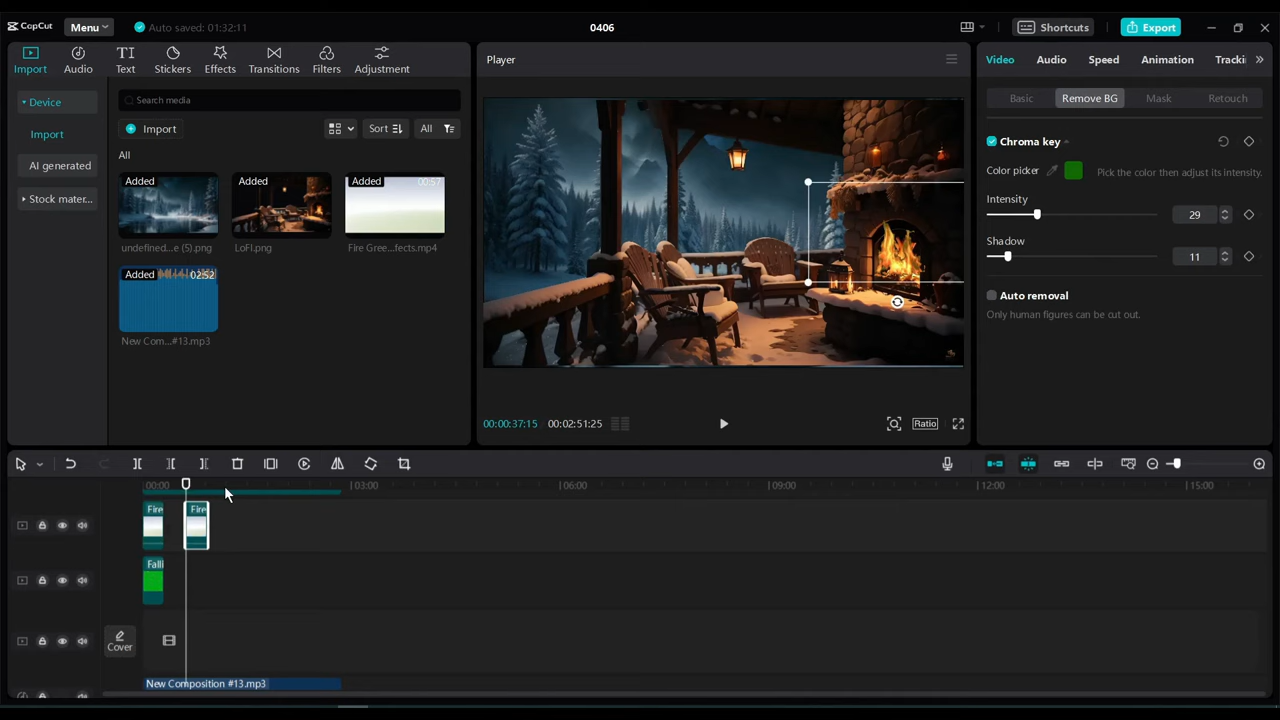 CapCut
Menu
Auto saved: 01:32:11
0406
Shortcuts
Export
Import
Audio
Text
Stickers
Effects
Transitions
Filters
Adjustment
Device
Import
AI generated
Stock mater...
Search media
Import
Sort
All
All
Added
undefined...e (5).png
Added
LoFI.png
Added
00:57
Fire Gree...fects.mp4
Added
02:52
New Com...#13.mp3
Player
00:00:37:15
00:02:51:25
Ratio
Video
Audio
Speed
Animation
Tracki
Basic
Remove BG
Mask
Retouch
Chroma key
Color picker
Pick the color then adjust its intensity.
Intensity
29
Shadow
11
Auto removal
Only human figures can be cut out.
00:00
03:00
06:00
09:00
12:00
15:00
Fire
Fire
Falli
Cover
New Composition #13.mp3